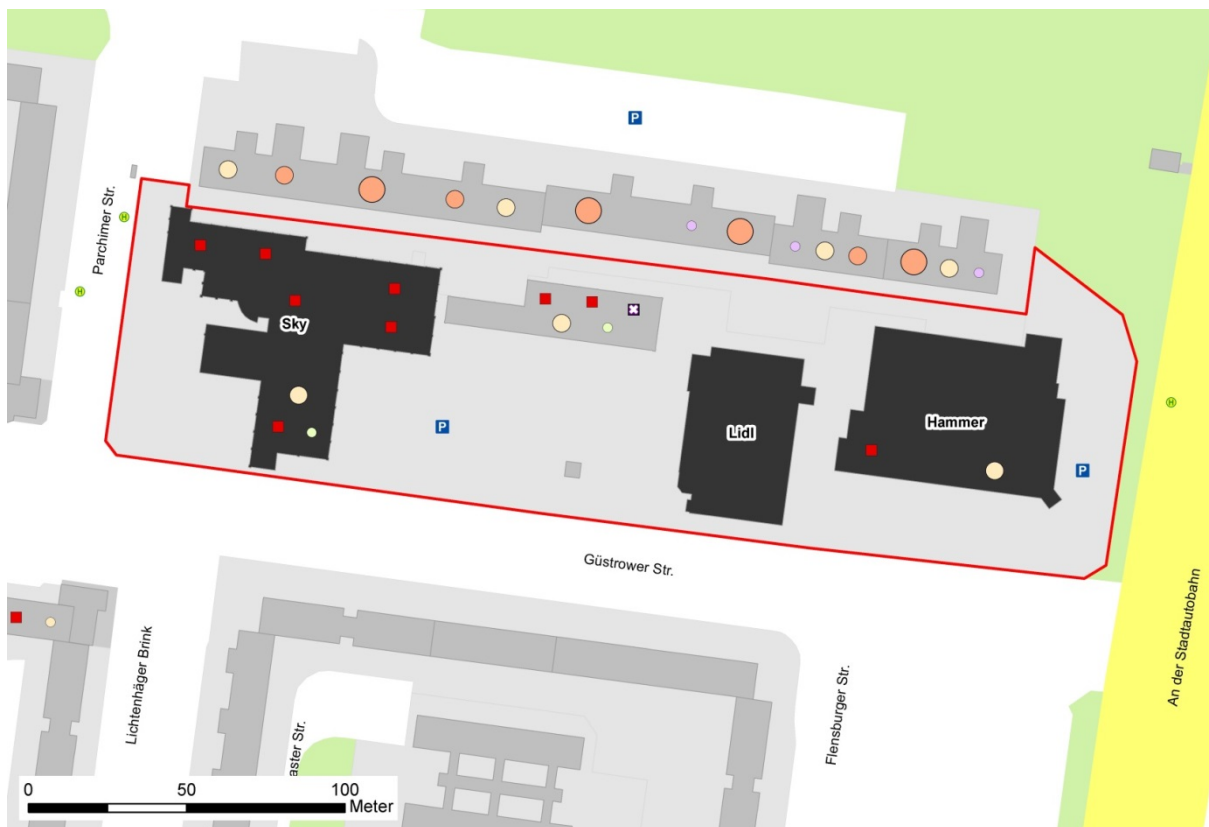 P
Parchimer Str.
H
H
Sky
P
Lidl
Hammer
H
P
Güstrower Str.
Lichtenhäger Brink
aster Str.
Flensburger Str.
An der Stadtautobahn
0 50 100
Meter